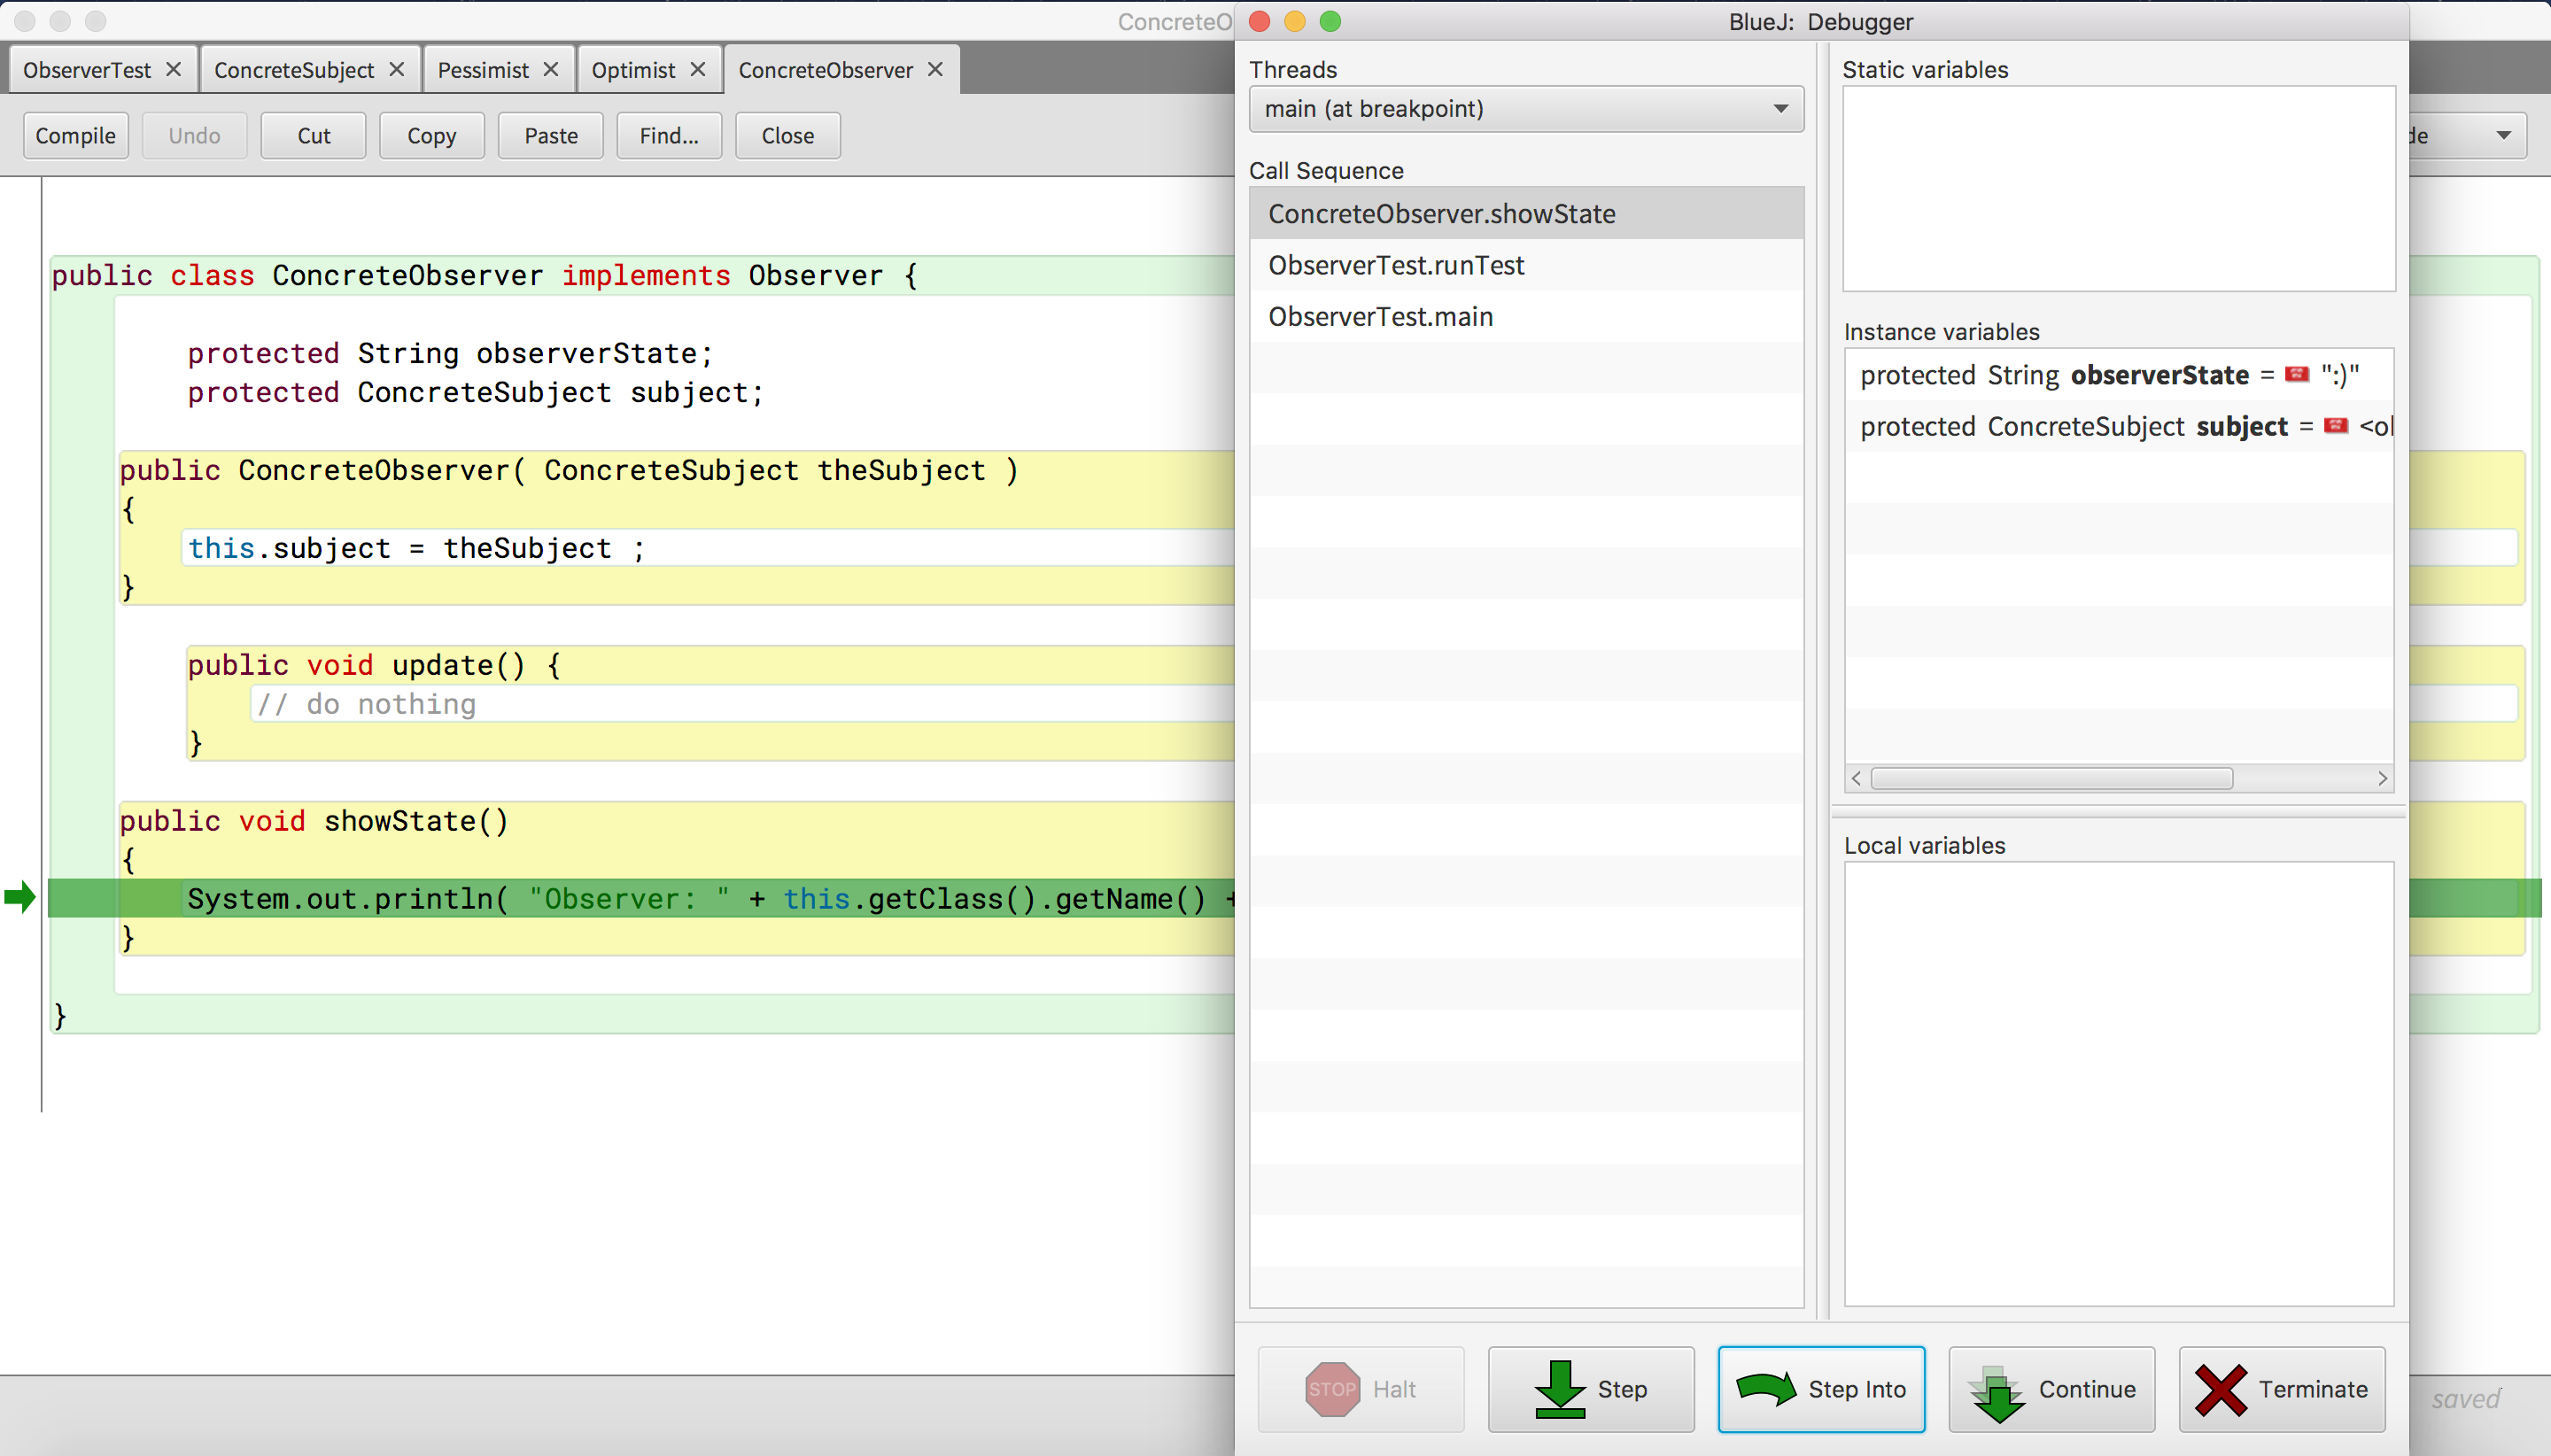 ConcreteO
ObserverTest
ConcreteSubject
Pessimist
Optimist
ConcreteObserver
Compile
Undo
Cut
Copy
Paste
Find...
Close
public class ConcreteObserver implements Observer {
protected String observerState;
protected ConcreteSubject subject;
public ConcreteObserver( ConcreteSubject theSubject )
{
this.subject = theSubject ;
}
public void update() {
// do nothing
}
public void showState()
{
System.out.println( "Observer: " + this.getClass().getName() +
}
}
BlueJ: Debugger
Threads
main (at breakpoint)
Call Sequence
ConcreteObserver.showState
ObserverTest.runTest
ObserverTest.main
Static variables
Instance variables
protected String observerState = ":)"
protected ConcreteSubject subject = <ol
Local variables
STOP Halt
Step
Step Into
Continue
Terminate
saved